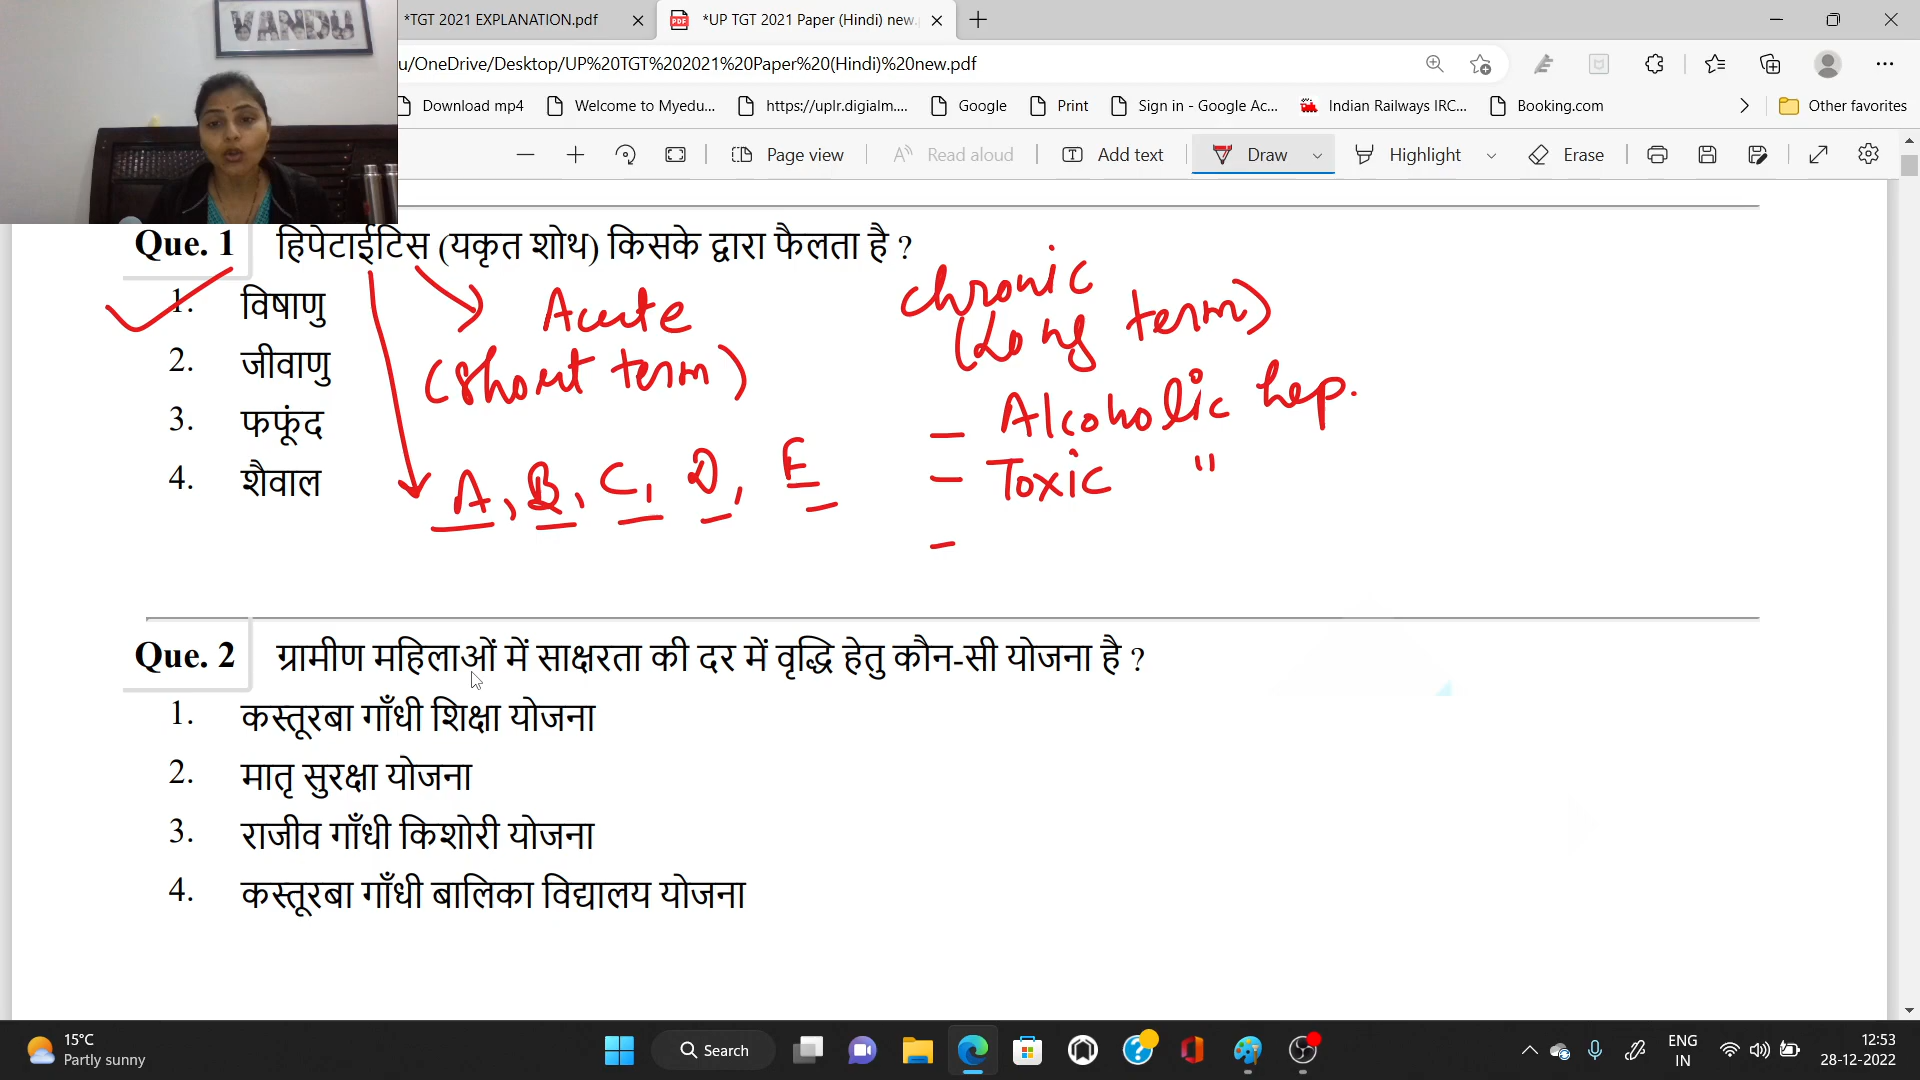 VANDU
*TGT 2021 EXPLANATION.pdf
*UP TGT 2021 Paper (Hindi) new.
u/OneDrive/Desktop/UP%20TGT%202021%20Paper%20(Hindi)%20new.pdf
Download mp4 Welcome to Myedu... https://uplr.digialm.... Google Print Sign in - Google Ac... Indian Railways IRC... Booking.com Other favorites
Page view Read aloud Add text Draw Highlight Erase
Que. 1 हिपेटाईटिस (यकृत शोथ) किसके द्वारा फैलता है ?
1. विषाणु
2. जीवाणु
3. फफूंद
4. शैवाल
Acute
(Short term)
A, B, C, D, E
chronic
(Long term)
- Alcoholic hep.
- Toxic "
-
Que. 2 ग्रामीण महिलाओं में साक्षरता की दर में वृद्धि हेतु कौन-सी योजना है ?
1. कस्तूरबा गाँधी शिक्षा योजना
2. मातृ सुरक्षा योजना
3. राजीव गाँधी किशोरी योजना
4. कस्तूरबा गाँधी बालिका विद्यालय योजना
15°C
Partly sunny
Search
ENG
IN
12:53
28-12-2022